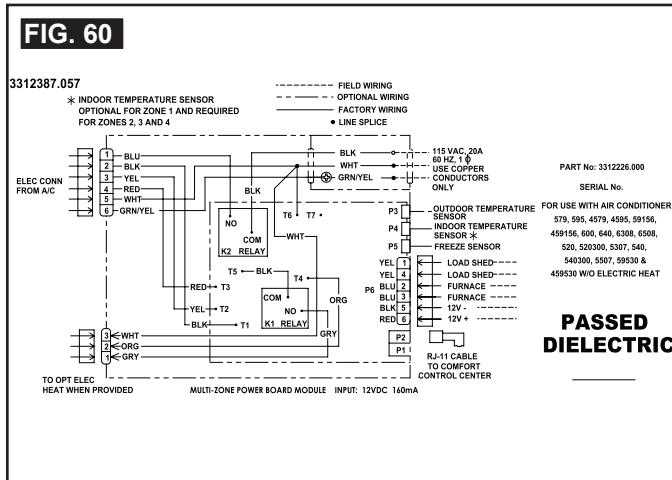 FIG. 60
3312387.057
* INDOOR TEMPERATURE SENSOR
OPTIONAL FOR ZONE 1 AND REQUIRED
FOR ZONES 2, 3 AND 4
FIELD WIRING
OPTIONAL WIRING
FACTORY WIRING
• LINE SPLICE
ELEC CONN
FROM A/C
1 BLU
2 BLK
3 YEL
4 RED
5 WHT
6 GRN/YEL
BLK
WHT
GRN/YEL
115 VAC, 20A
60 HZ, 1 ϕ
USE COPPER
CONDUCTORS
ONLY
BLK
NO
COM
K2 RELAY
T6 T7
WHT
T5 BLK T4
COM
NO
K1 RELAY
RED T3
YEL T2
BLK T1
ORG
GRY
3 WHT
2 ORG
1 GRY
TO OPT ELEC
HEAT WHEN PROVIDED
MULTI-ZONE POWER BOARD MODULE INPUT: 12VDC 160mA
P3 OUTDOOR TEMPERATURE
SENSOR
P4 INDOOR TEMPERATURE
SENSOR *
P5 FREEZE SENSOR
P6
YEL 1 LOAD SHED
YEL 4 LOAD SHED
BLU 2 FURNACE
BLU 3 FURNACE
BLK 5 12V -
RED 6 12V +
P2
P1
RJ-11 CABLE
TO COMFORT
CONTROL CENTER
PART No: 3312226.000
SERIAL No.
FOR USE WITH AIR CONDITIONER
579, 595, 4579, 4595, 59156,
459156, 600, 640, 6308, 6508,
520, 520300, 5307, 540,
540300, 5507, 59530 &
459530 W/O ELECTRIC HEAT
PASSED
DIELECTRIC